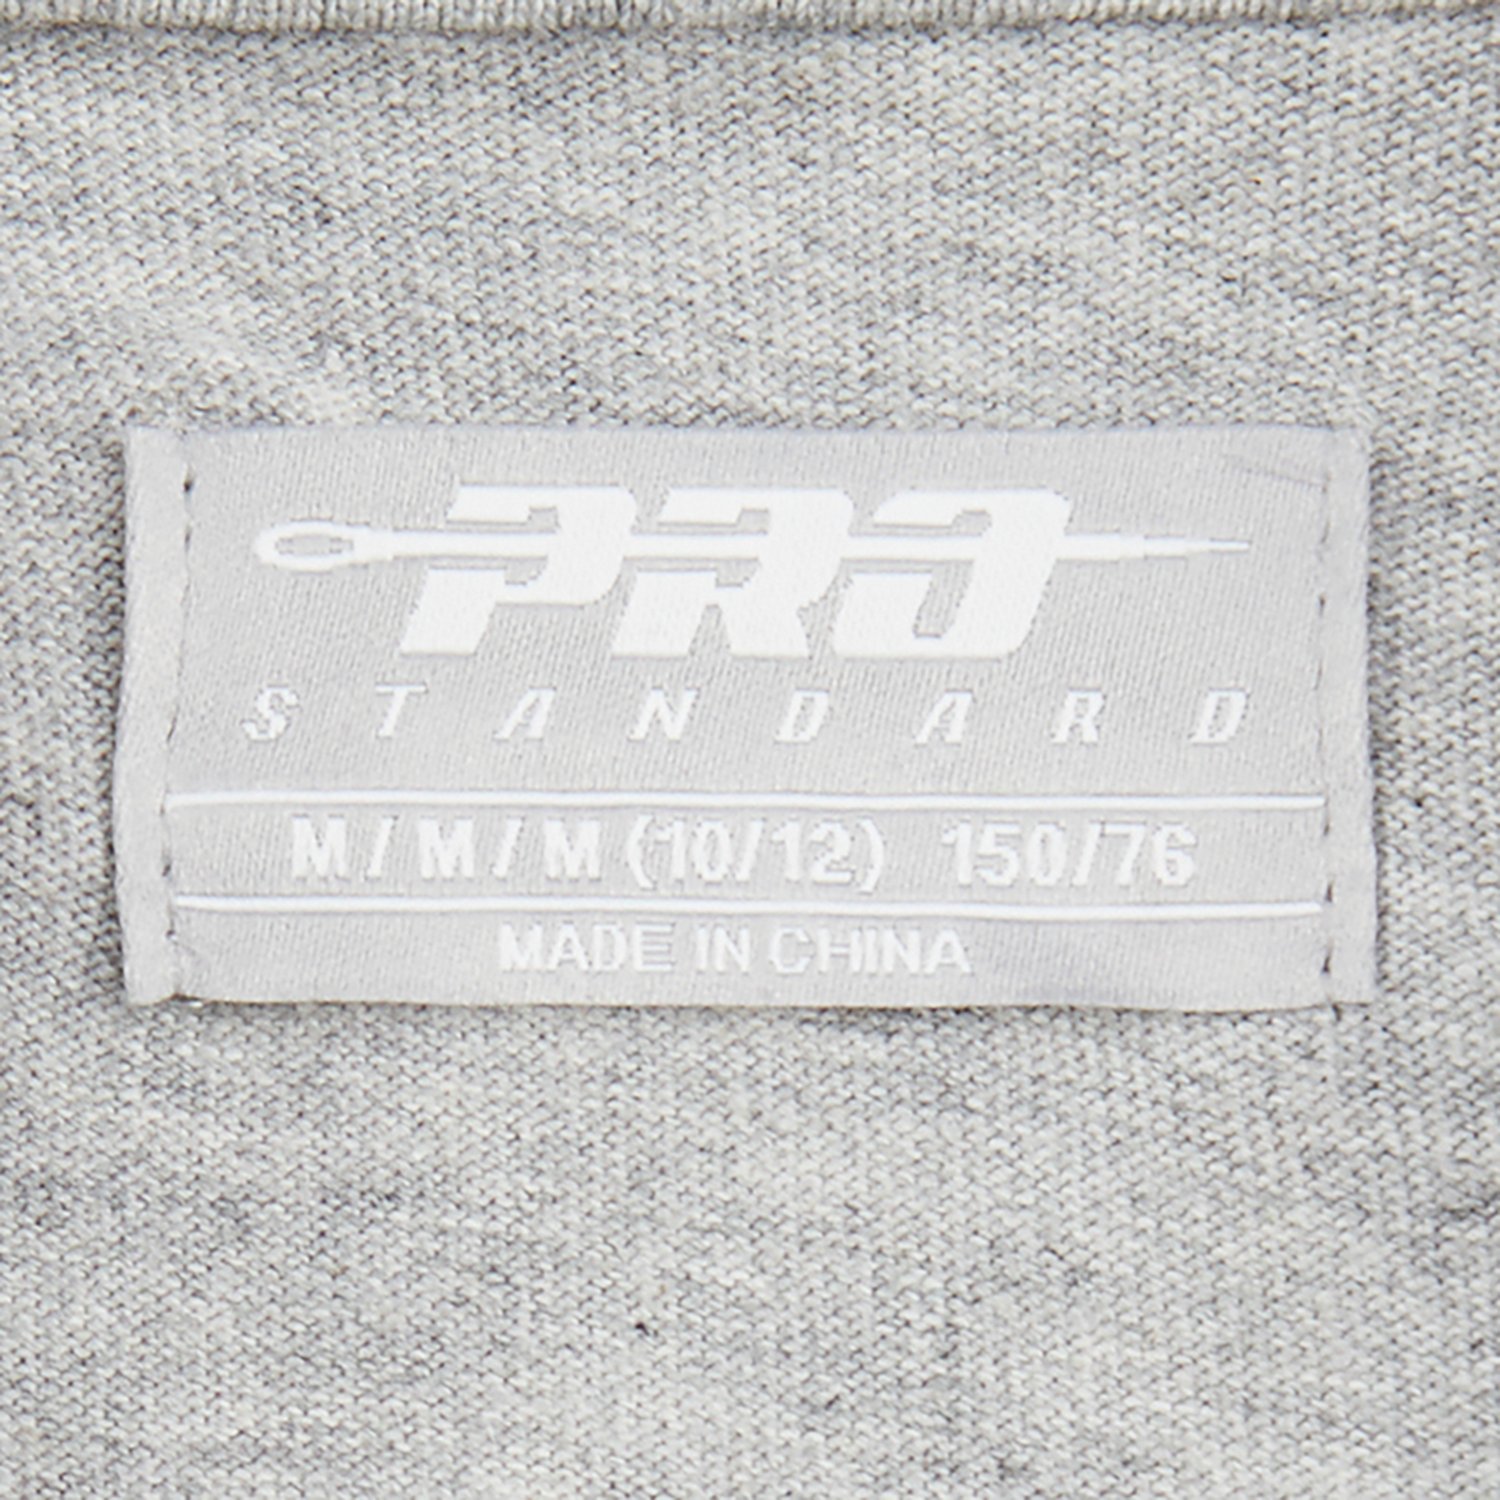 PRO
STANDARD
M/M/M (10/12) 150/76
MADE IN CHINA